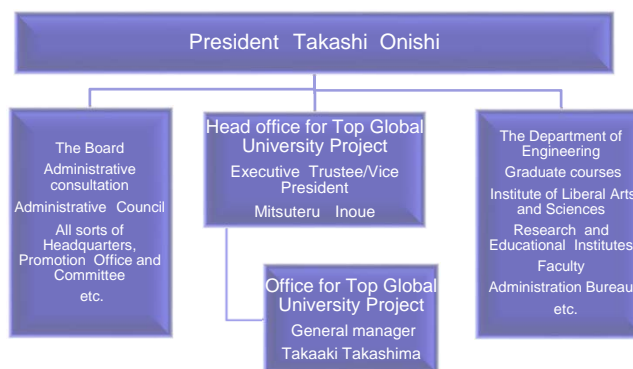 President Takashi Onishi
The Board
Administrative
consultation
Administrative Council
All sorts of
Headquarters,
Promotion Office and
Committee
etc.
Head office for Top Global
University Project
Executive Trustee/Vice
President
Mitsuteru Inoue
Office for Top Global
University Project
General manager
Takaaki Takashima
The Department of
Engineering
Graduate courses
Institute of Liberal Arts
and Sciences
Research and
Educational Institutes
Faculty
Administration Bureau
etc.